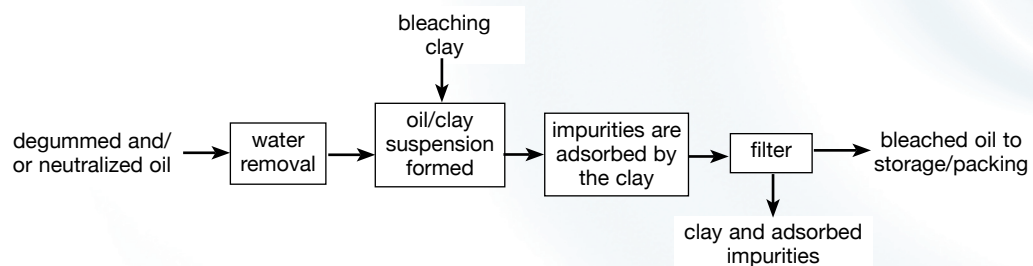 bleaching
clay
degummed and/
or neutralized oil
water
removal
oil/clay
suspension
formed
impurities are
adsorbed by
the clay
filter
bleached oil to
storage/packing
clay and adsorbed
impurities